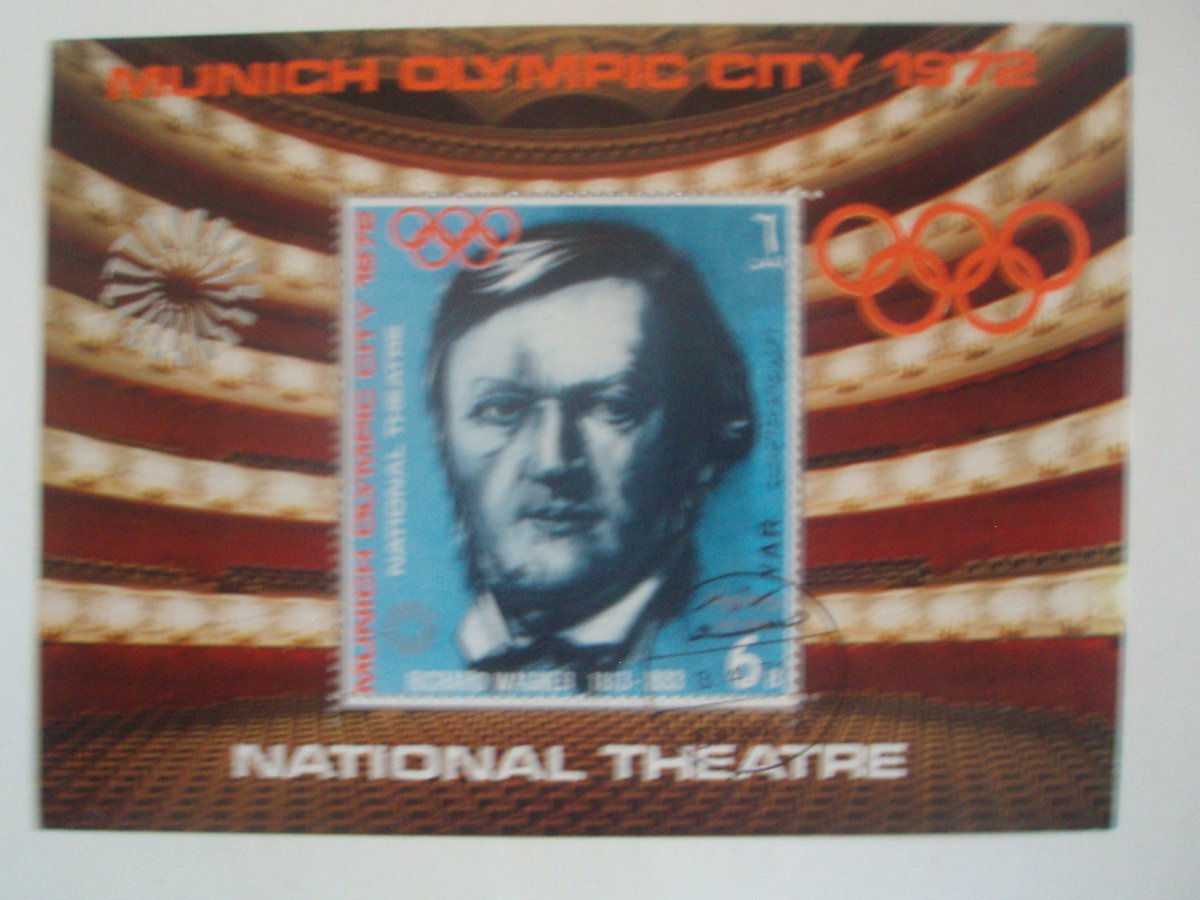 MUNICH OLYMPIC CITY 1972
MUNICH OLYMPIC CITY 1972
NATIONAL THEATRE
RICHARD WAGNER 1813-1883
6 B
NATIONAL THEATRE